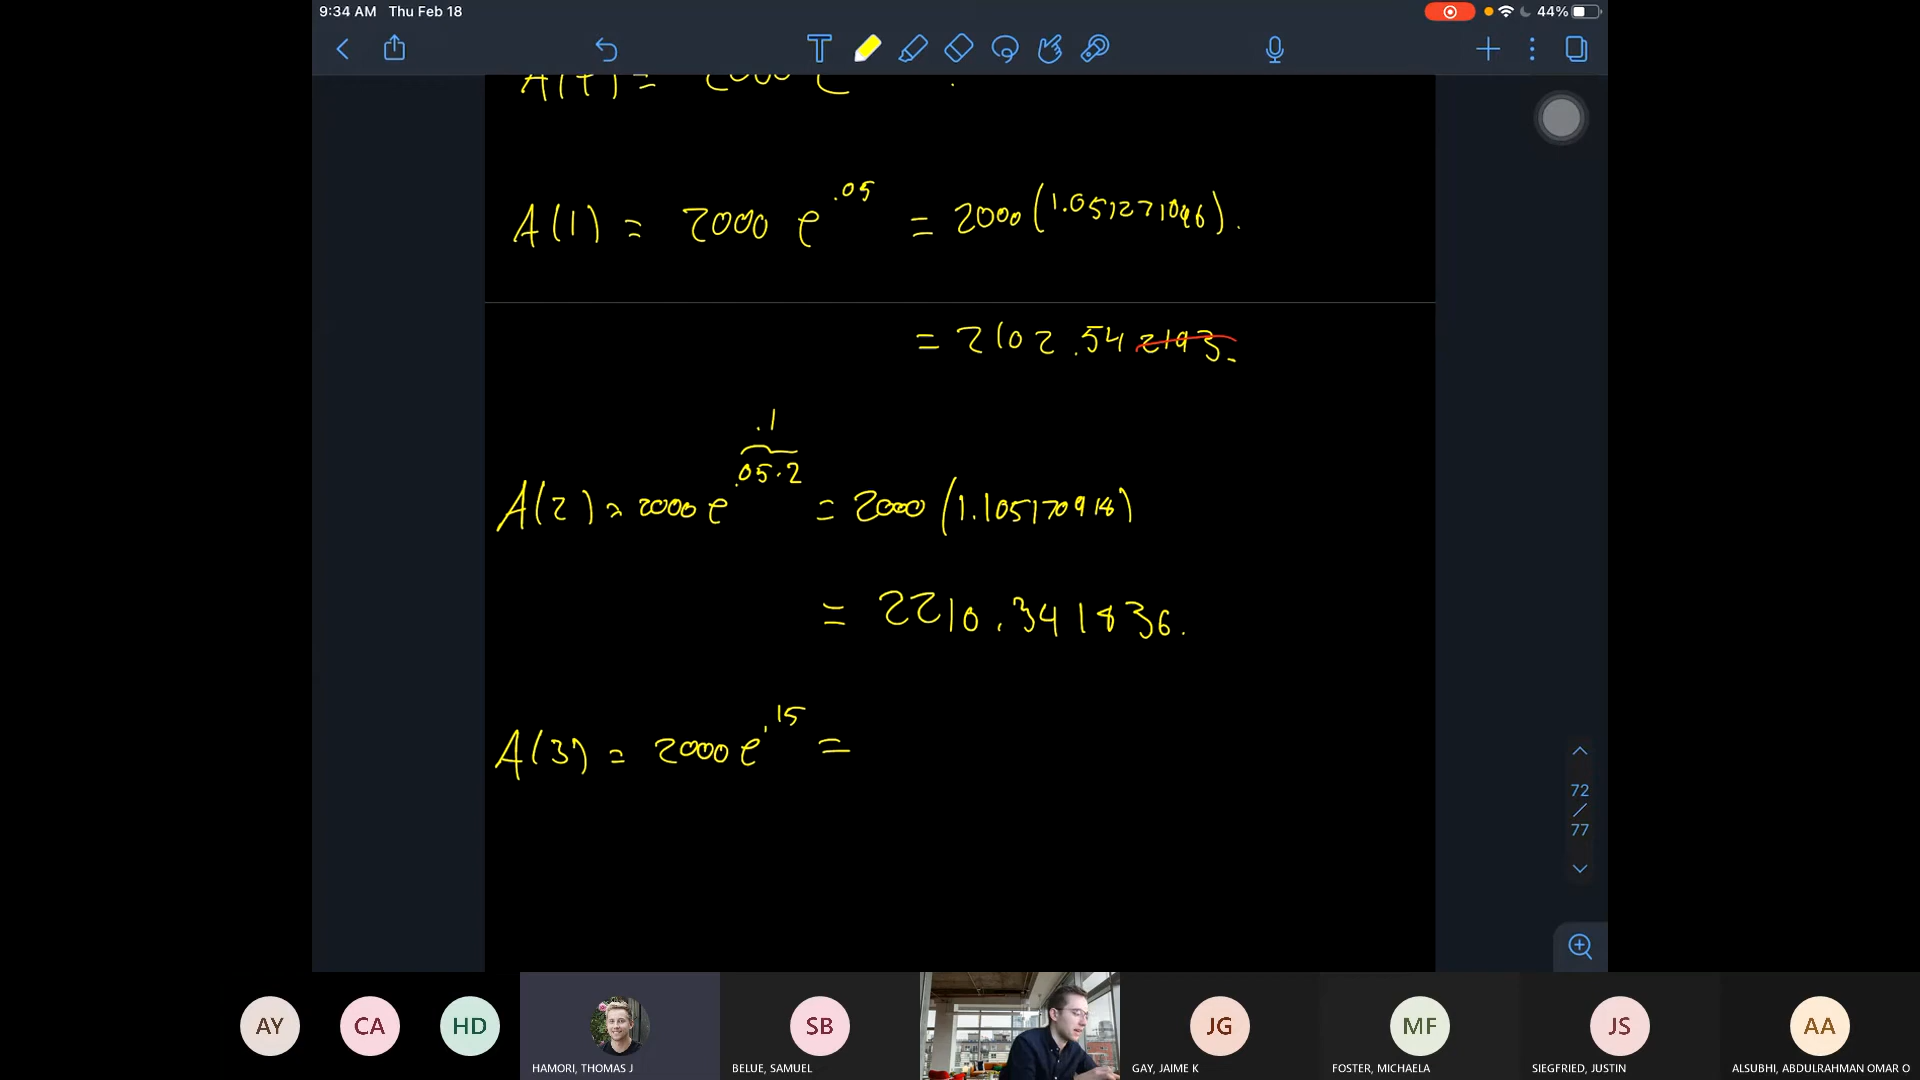 9:34 AM Thu Feb 18
44%
A(1) = 2000 e^.05 = 2000(1.051271096).
= 2102.54 2193.
.1
A(2) = 2000 e^.05·2 = 2000(1.105170918)
= 2210.341836.
A(3) = 2000 e^.15 =
72
/
77
AY
CA
HD
SB
JG
MF
JS
AA
HAMORI, THOMAS J
BELUE, SAMUEL
GAY, JAIME K
FOSTER, MICHAELA
SIEGFRIED, JUSTIN
ALSUBHI, ABDULRAHMAN OMAR O